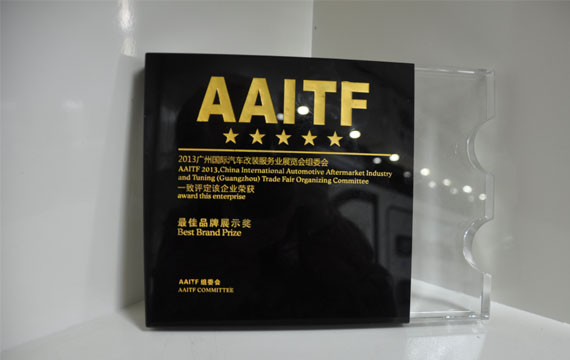 AAITF
2013广州国际汽车改装服务业展览会组委会
AAITF 2013,China International Automotive Aftermarket Industry
and Tuning (Guangzhou) Trade Fair Organizing Committee
一致评定该企业荣获
award this enterprise
最佳品牌展示奖
Best Brand Prize
AAITF 组委会
AAITF COMMITTEE